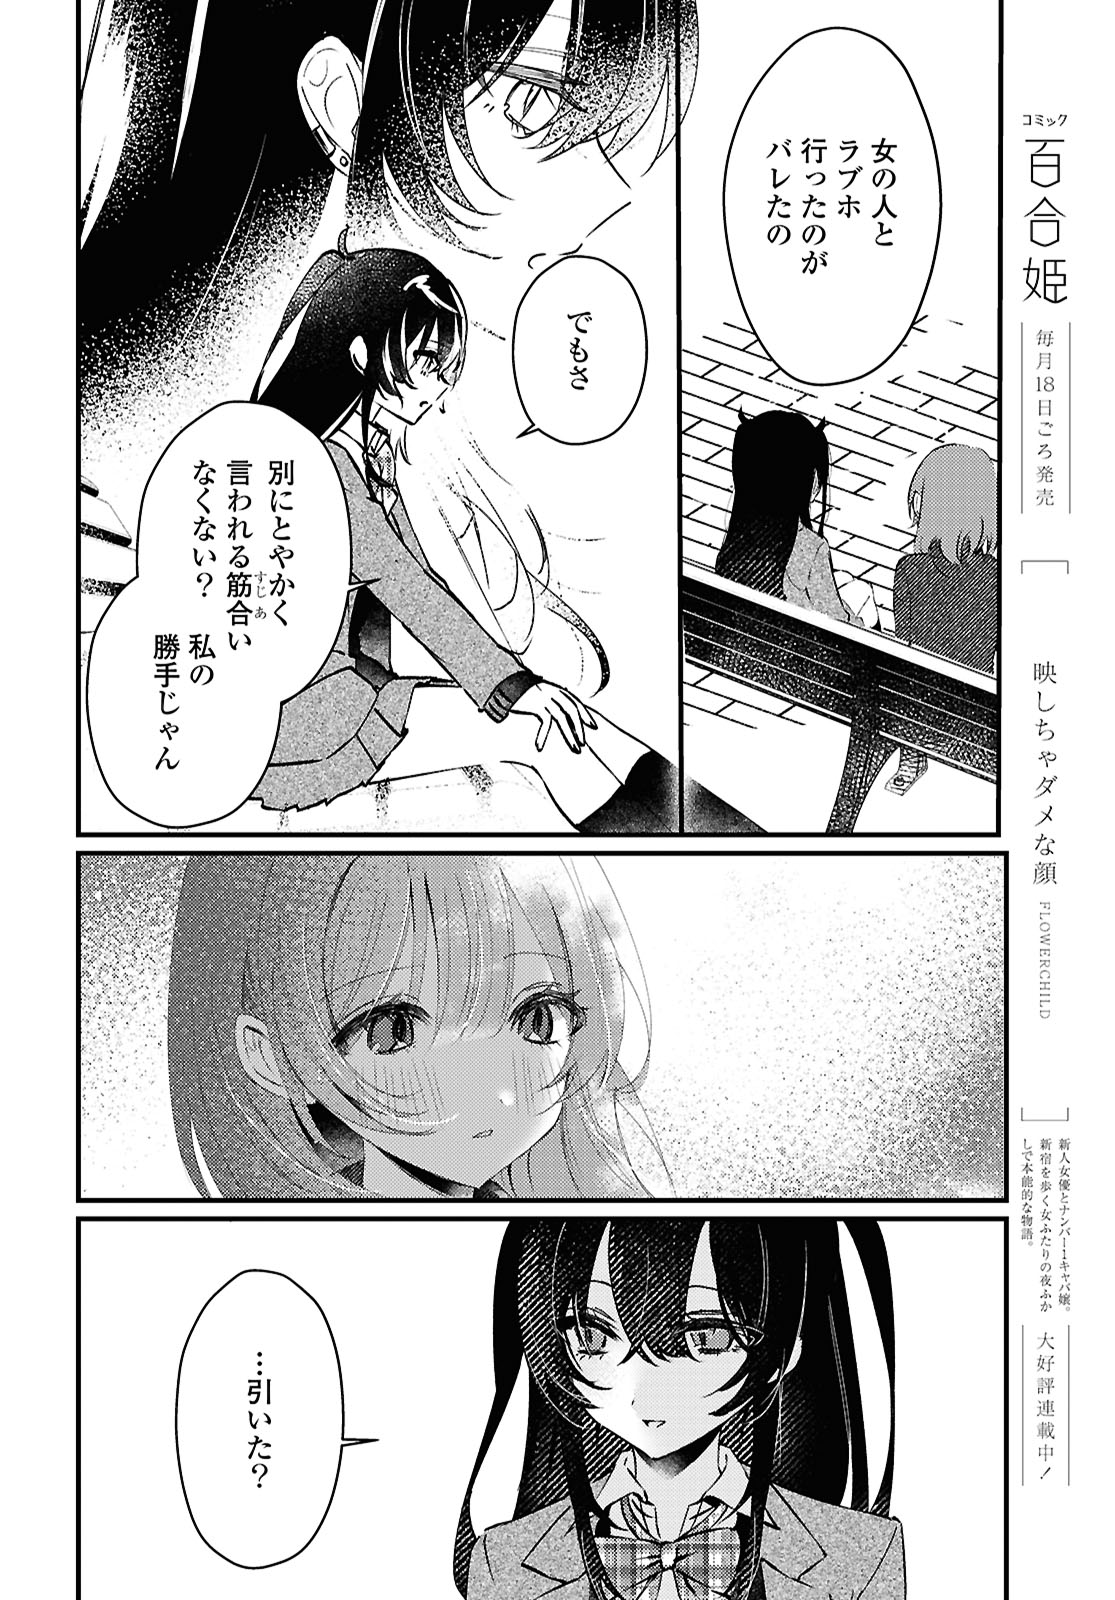 女の人と
ラブホ
行ったのが
バレたの
でもさ
別にとやかく
言われる筋合い
すじあ
なくない？
私の
勝手じゃん
…引いた？
コミック
百合姫
毎月18日ごろ発売
映しちゃダメな顔
FLOWERCHILD
新人女優とナンバー1キャバ嬢。
新宿を歩く女ふたりの夜ふか
しで本能的な物語。
大好評連載中！